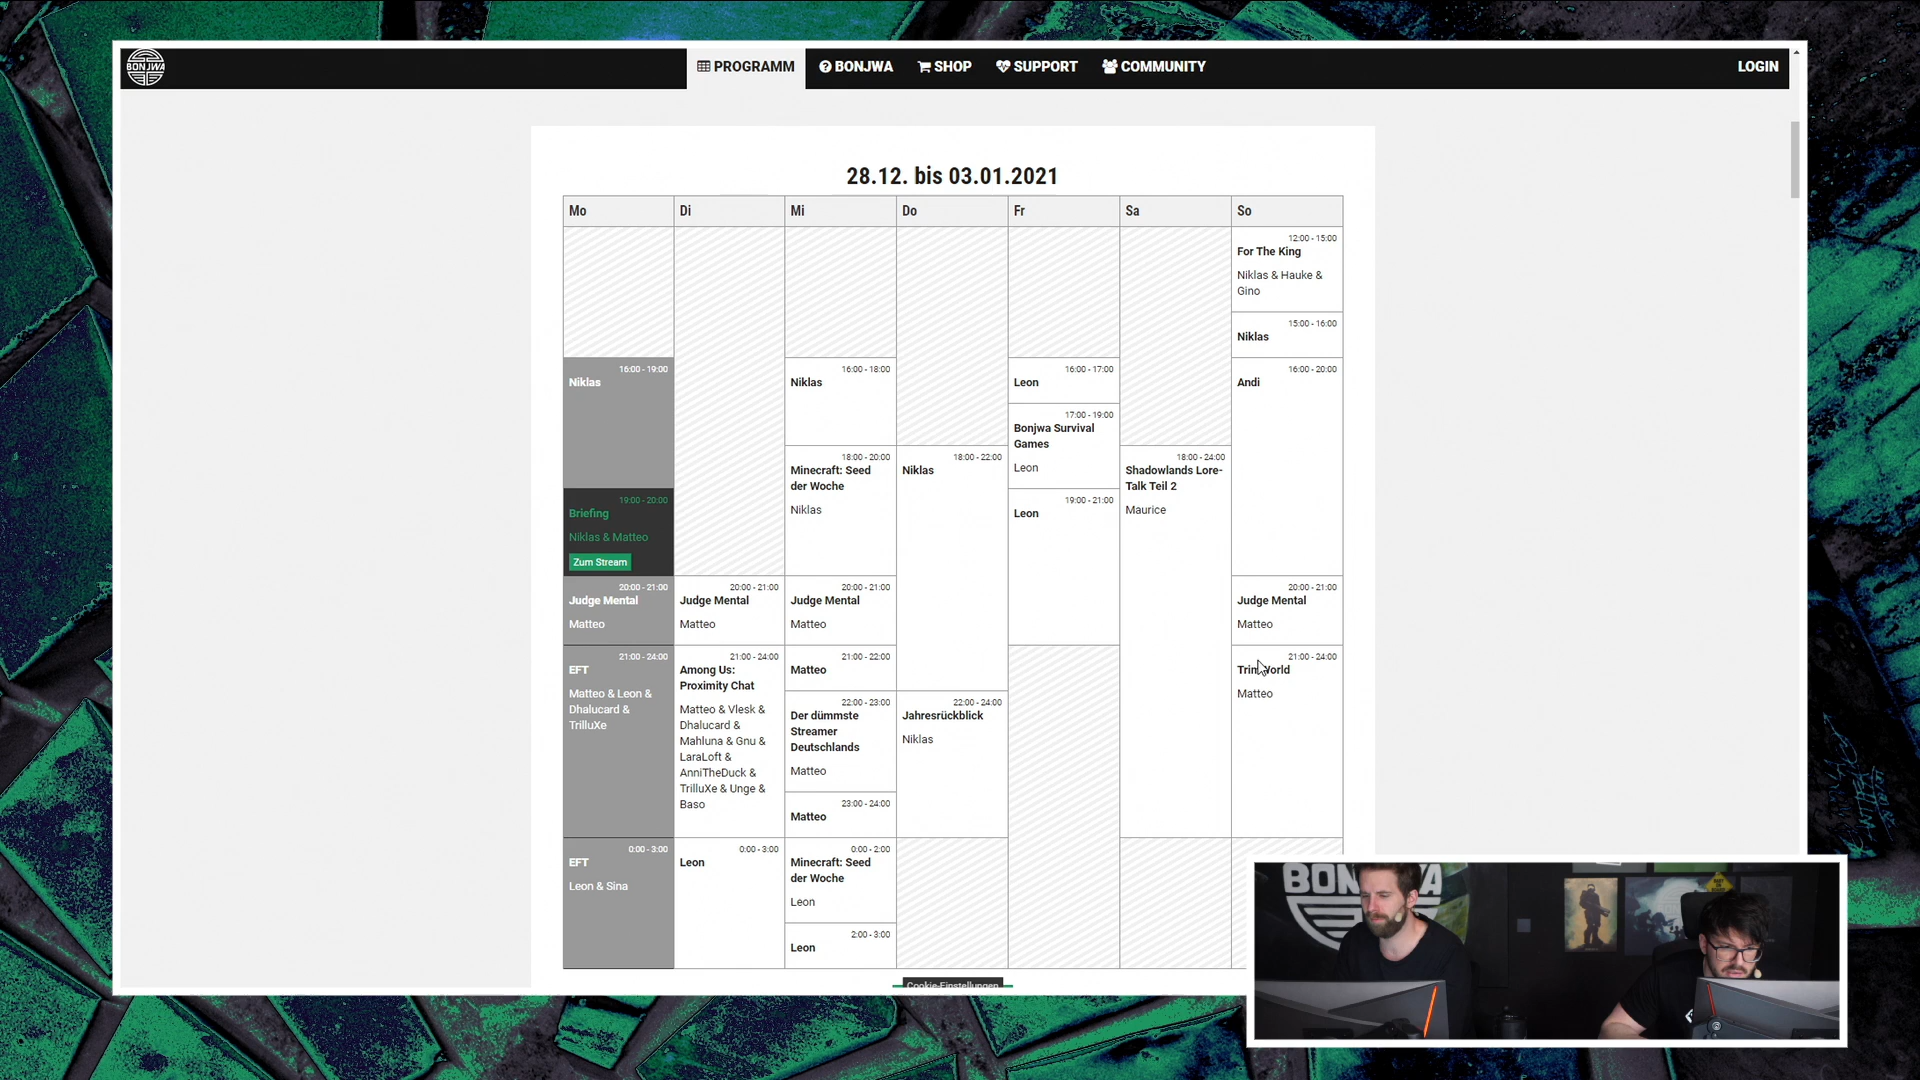 BONJWA
PROGRAMM
BONJWA
SHOP
SUPPORT
COMMUNITY
LOGIN
28.12. bis 03.01.2021
Mo
Di
Mi
Do
Fr
Sa
So
16:00 - 19:00
Niklas
19:00 - 20:00
Briefing
Niklas & Matteo
Zum Stream
20:00 - 21:00
Judge Mental
Matteo
21:00 - 24:00
EFT
Matteo & Leon &
Dhalucard &
TrilluXe
0:00 - 3:00
EFT
Leon & Sina
20:00 - 21:00
Judge Mental
Matteo
21:00 - 24:00
Among Us:
Proximity Chat
Matteo & Vlesk &
Dhalucard &
Mahluna & Gnu &
LaraLoft &
AnniTheDuck &
TrilluXe & Unge &
Baso
0:00 - 3:00
Leon
16:00 - 18:00
Niklas
18:00 - 20:00
Minecraft: Seed
der Woche
Niklas
20:00 - 21:00
Judge Mental
Matteo
21:00 - 22:00
Matteo
22:00 - 23:00
Der dümmste
Streamer
Deutschlands
Matteo
23:00 - 24:00
Matteo
0:00 - 2:00
Minecraft: Seed
der Woche
Leon
2:00 - 3:00
Leon
18:00 - 22:00
Niklas
22:00 - 24:00
Jahresrückblick
Niklas
16:00 - 17:00
Leon
17:00 - 19:00
Bonjwa Survival
Games
Leon
19:00 - 21:00
Leon
18:00 - 24:00
Shadowlands Lore-
Talk Teil 2
Maurice
12:00 - 15:00
For The King
Niklas & Hauke &
Gino
15:00 - 16:00
Niklas
16:00 - 20:00
Andi
20:00 - 21:00
Judge Mental
Matteo
21:00 - 24:00
Matteo
Cookie-Einstellungen